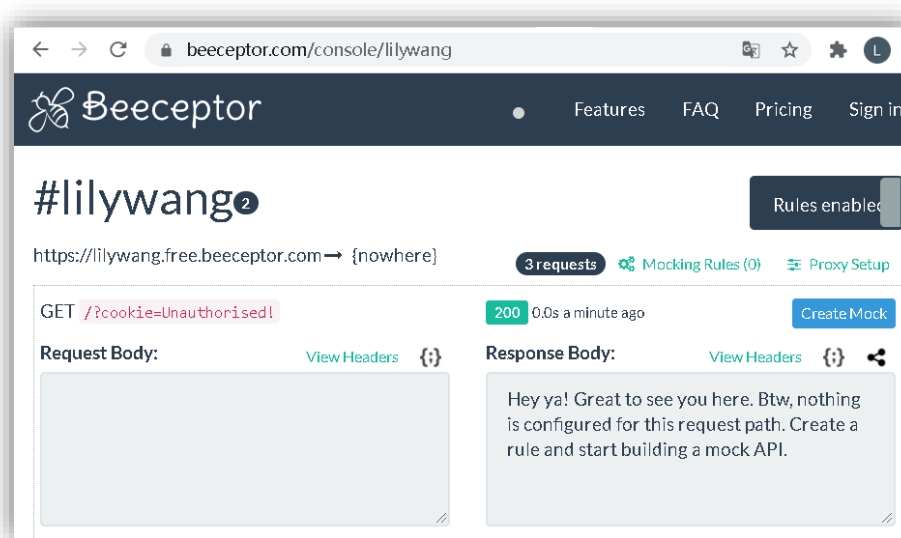 beeceptor.com/console/lilywang
L
Beeceptor
Features FAQ Pricing Sign in
#lilywang 2
Rules enabled
https://lilywang.free.beeceptor.com→ {nowhere}
3 requests Mocking Rules (0) Proxy Setup
GET /?cookie=Unauthorised! 200 0.0s a minute ago Create Mock
Request Body: View Headers {;} Response Body: View Headers {;}
Hey ya! Great to see you here. Btw, nothing
is configured for this request path. Create a
rule and start building a mock API.